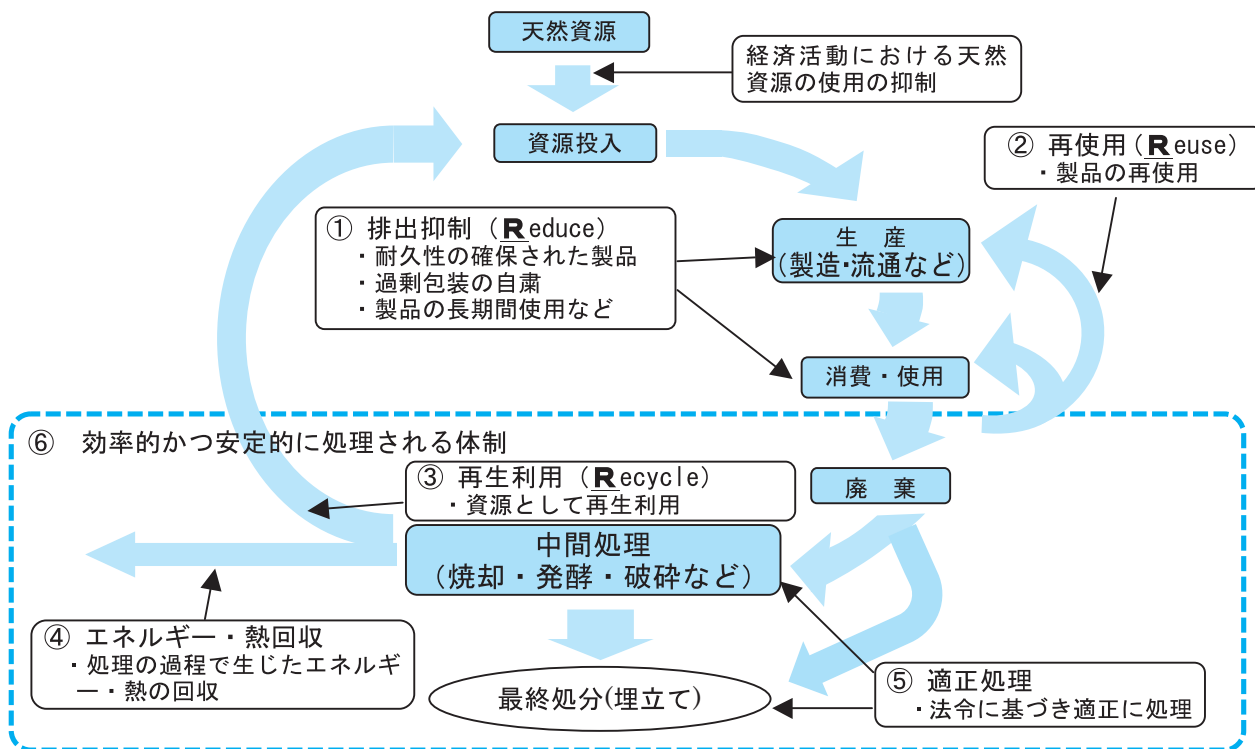 天然資源
経済活動における天然
資源の使用の抑制
資源投入
② 再使用(Reuse)
・製品の再使用
① 排出抑制(Reduce)
・耐久性の確保された製品
・過剰包装の自粛
・製品の長期間使用など
生 産
(製造・流通など)
消費・使用
⑥ 効率的かつ安定的に処理される体制
③ 再生利用(Recycle)
・資源として再生利用
廃 棄
中間処理
(焼却・発酵・破砕など)
④ エネルギー・熱回収
・処理の過程で生じたエネルギ
ー・熱の回収
⑤ 適正処理
・法令に基づき適正に処理
最終処分(埋立て)